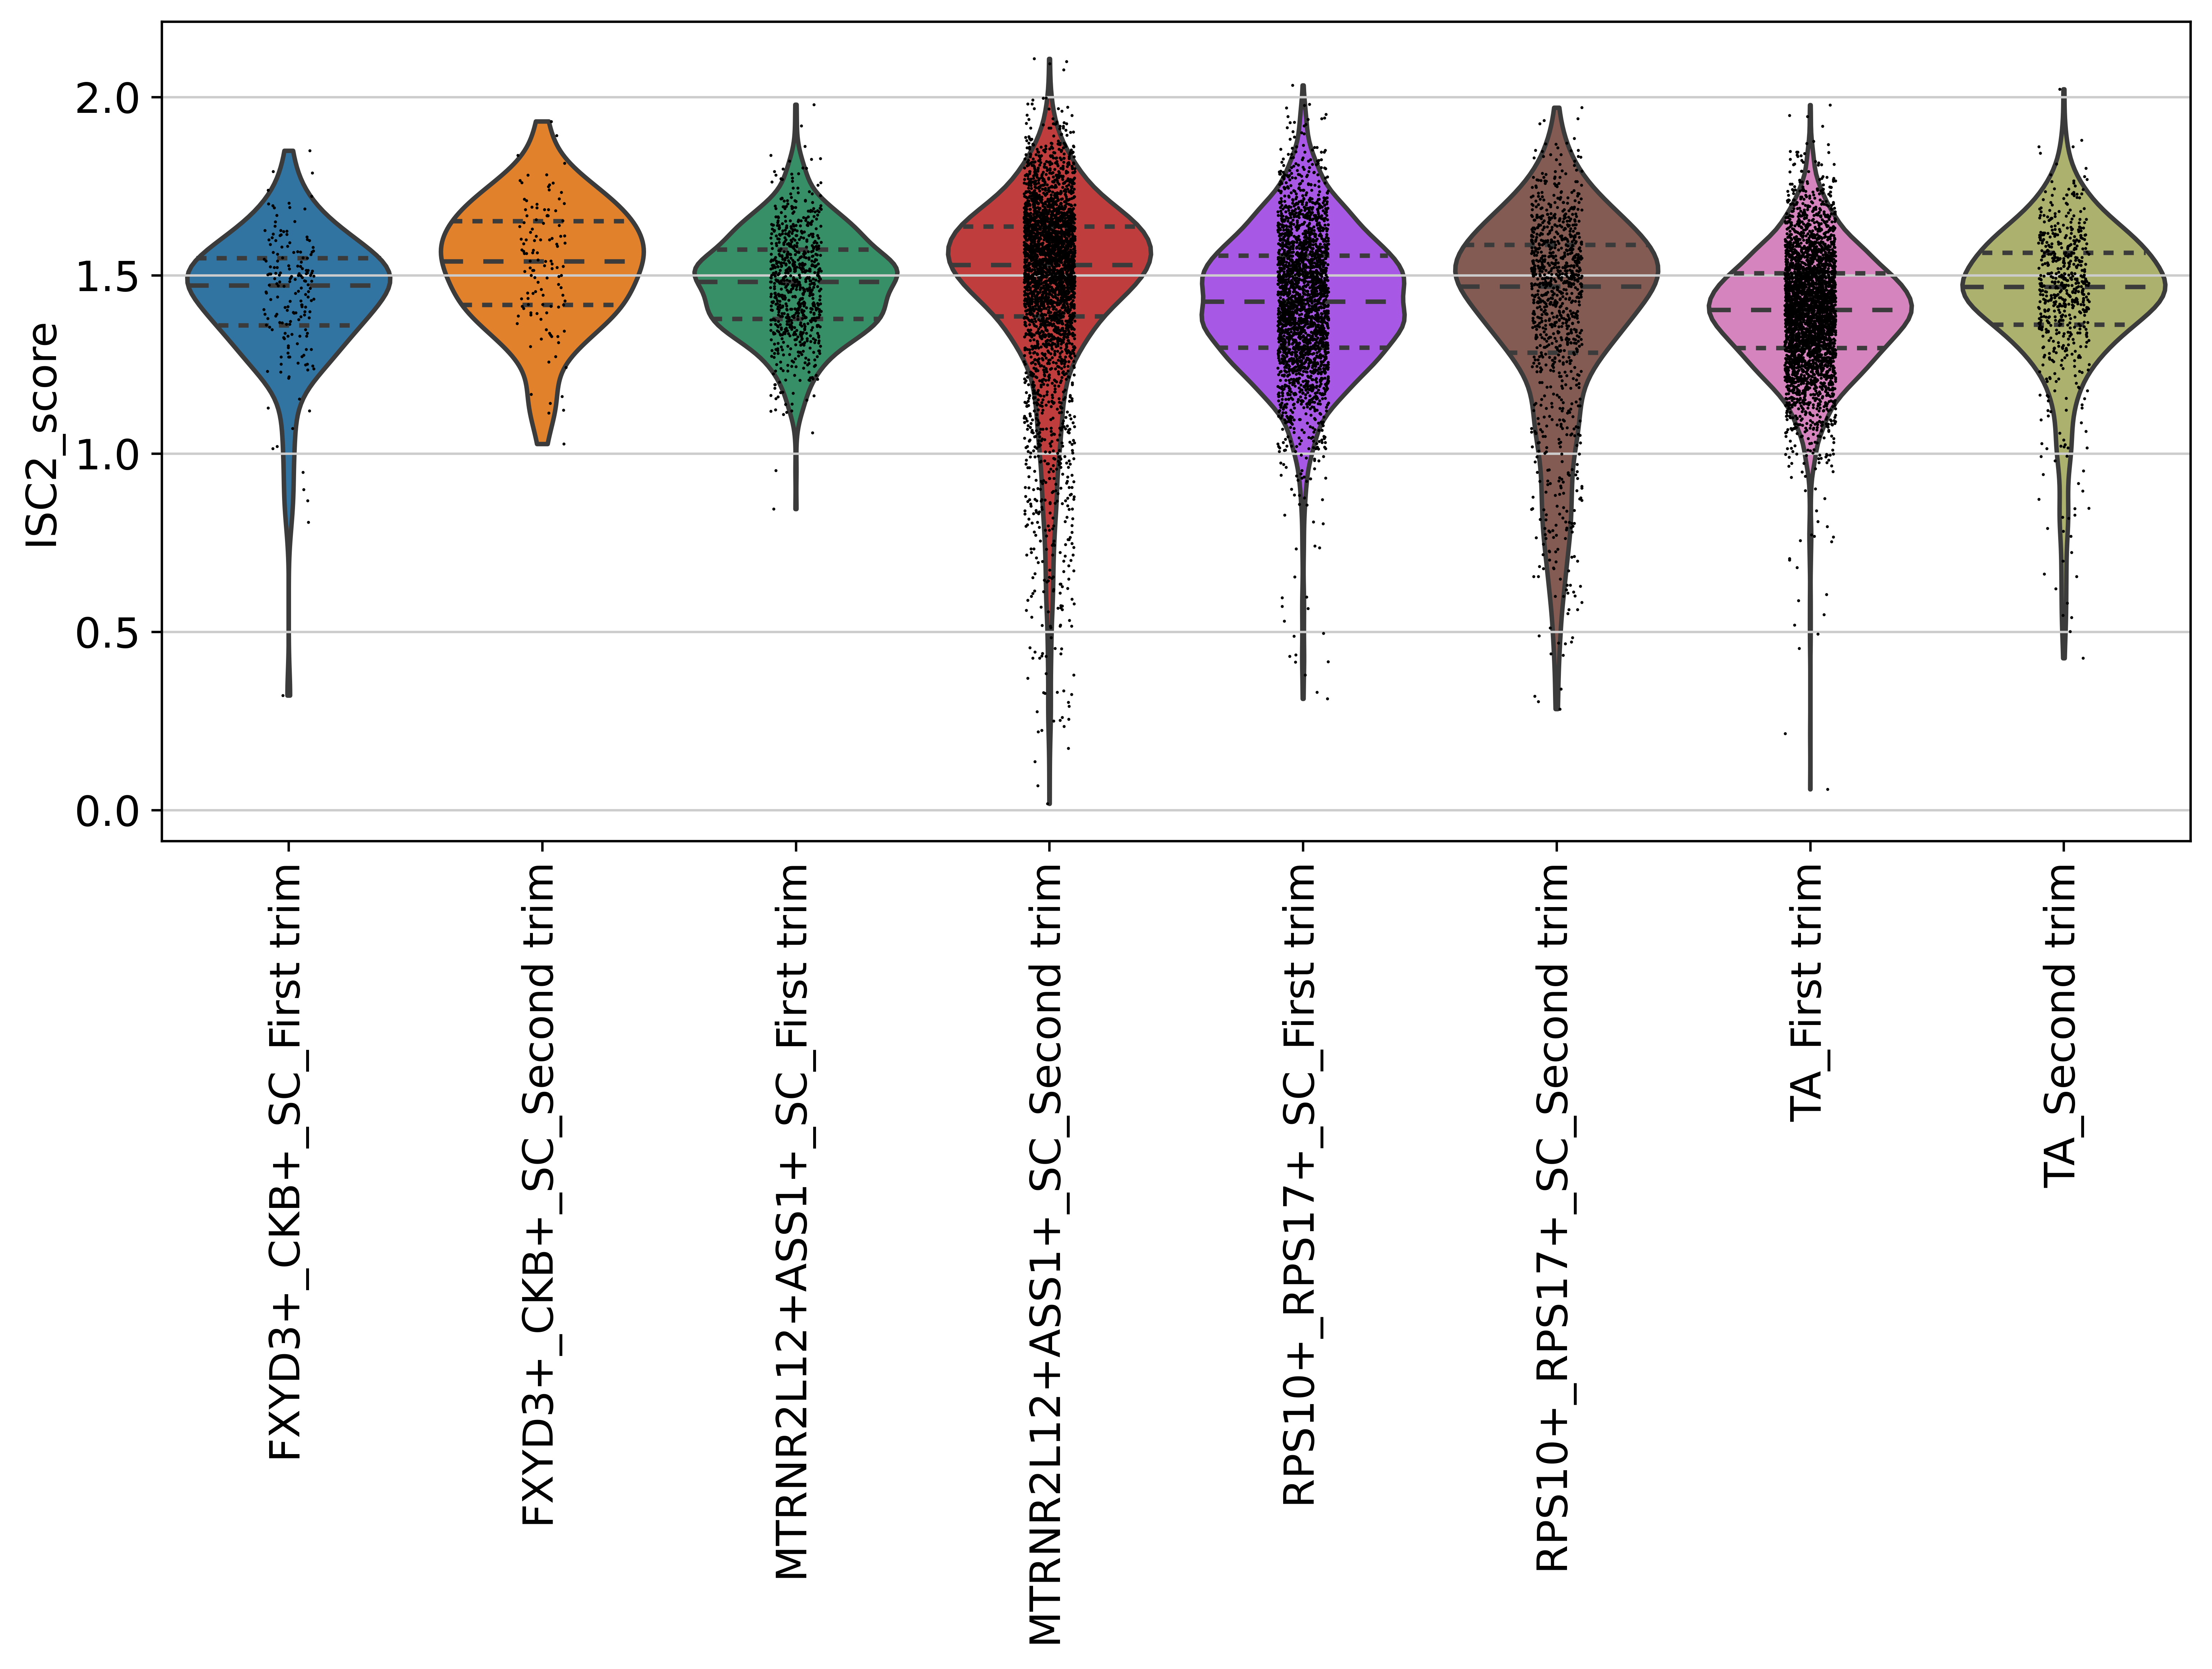 ISC2_score
2.0
1.5
1.0
0.5
0.0
FXYD3+_CKB+_SC_First trim
FXYD3+_CKB+_SC_Second trim
MTRNR2L12+ASS1+_SC_First trim
MTRNR2L12+ASS1+_SC_Second trim
RPS10+_RPS17+_SC_First trim
RPS10+_RPS17+_SC_Second trim
TA_First trim
TA_Second trim